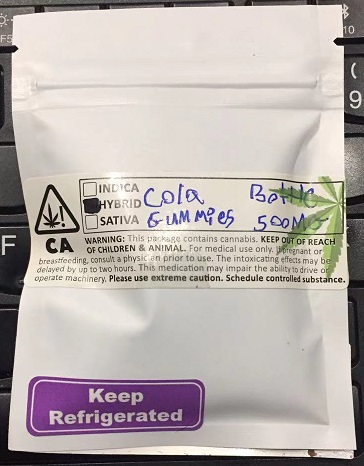 F5
9
F
INDICA
HYBRID Cola Bottle
SATIVA GUMMies 500MG
CA
WARNING: This package contains cannabis. KEEP OUT OF REACH
OF CHILDREN & ANIMAL. For medical use only. If pregnant or
breastfeeding, consult a physician prior to use. The intoxicating effects may be
delayed by up to two hours. This medication may impair the ability to drive or
operate machinery. Please use extreme caution. Schedule controlled substance.
Keep
Refrigerated